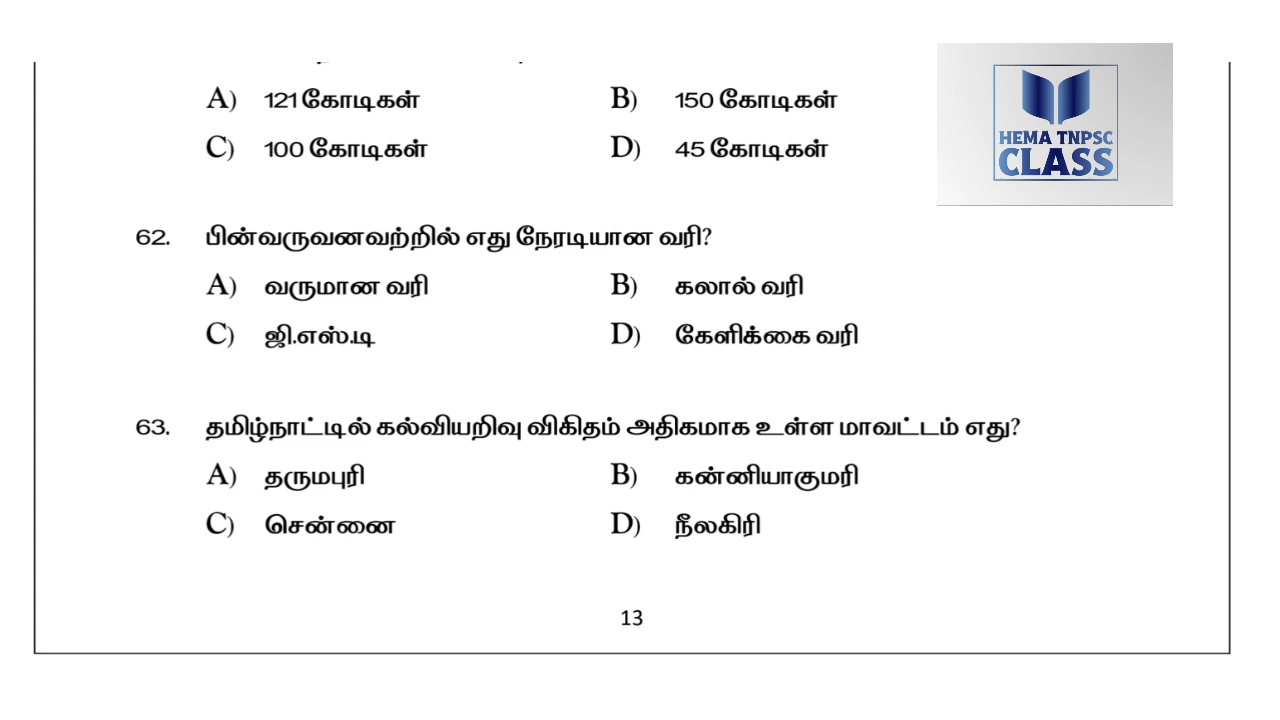 A) 121 கோடிகள் B) 150 கோடிகள்
C) 100 கோடிகள் D) 45 கோடிகள்
HEMA TNPSC
CLASS
62. பின்வருவனவற்றில் எது நேரடியான வரி?
A) வருமான வரி B) கலால் வரி
C) ஜி.எஸ்.டி D) கேளிக்கை வரி
63. தமிழ்நாட்டில் கல்வியறிவு விகிதம் அதிகமாக உள்ள மாவட்டம் எது?
A) தருமபுரி B) கன்னியாகுமரி
C) சென்னை D) நீலகிரி
13